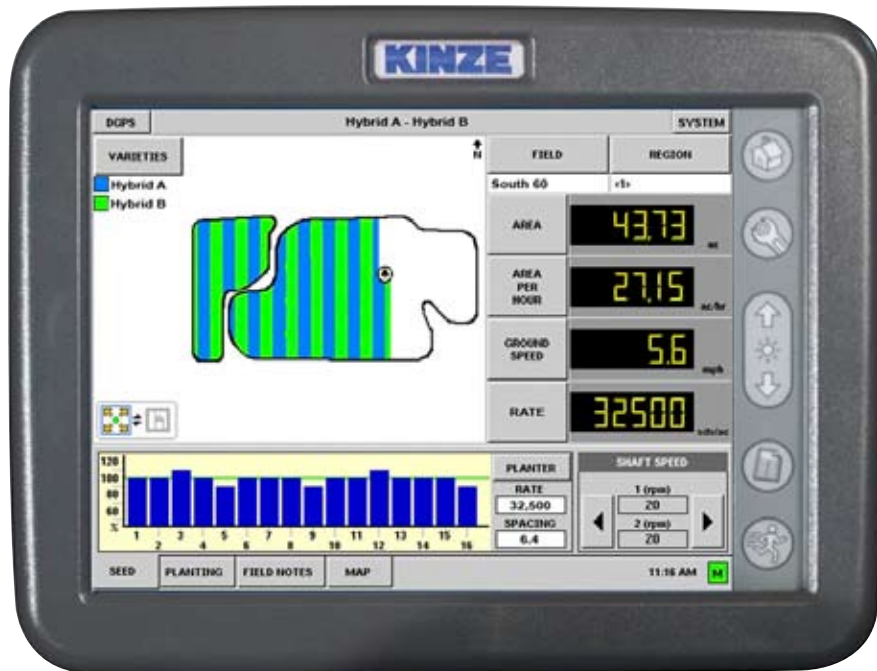 KINZE
DGPS Hybrid A - Hybrid B SYSTEM
VARIETIES
Hybrid A
Hybrid B
N
FIELD REGION
South 60 <1>
AREA 43.73 ac
AREA PER HOUR 27.15 ac/hr
GROUND SPEED 5.6 mph
RATE 32500 sds/ac
120
100
80
60
%
1 2 3 4 5 6 7 8 9 10 11 12 13 14 15 16
PLANTER
RATE
32,500
SPACING
6.4
SHAFT SPEED
1 (rpm)
20
2 (rpm)
20
SEED PLANTING FIELD NOTES MAP 11:16 AM M